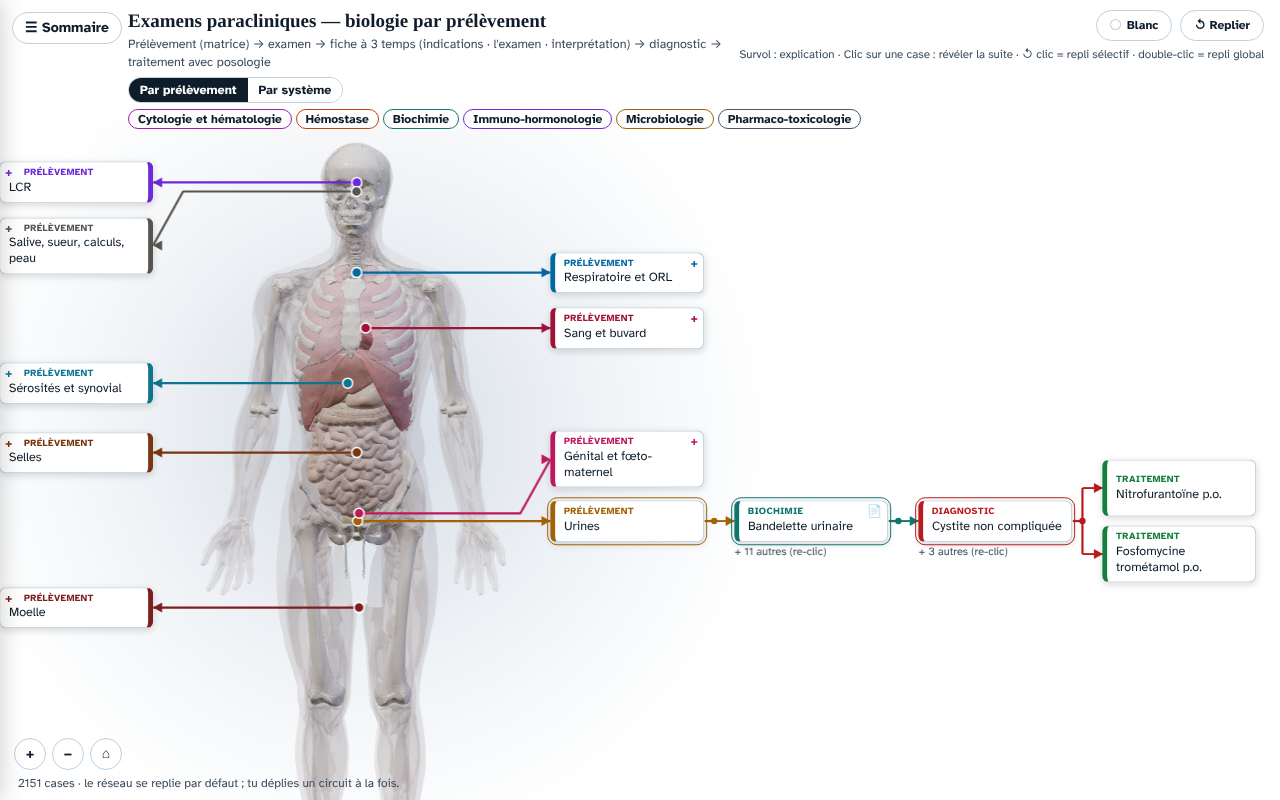 ☰ Sommaire
Examens paracliniques — biologie par prélèvement
Prélèvement (matrice) → examen → fiche à 3 temps (indications · l'examen · interprétation) → diagnostic →
traitement avec posologie
Blanc
↺ Replier
Survol : explication · Clic sur une case : révéler la suite · ↺ clic = repli sélectif · double-clic = repli global
Par prélèvement
Par système
Cytologie et hématologie
Hémostase
Biochimie
Immuno-hormonologie
Microbiologie
Pharmaco-toxicologie
+ PRÉLÈVEMENT
LCR
+ PRÉLÈVEMENT
Salive, sueur, calculs,
peau
PRÉLÈVEMENT +
Respiratoire et ORL
PRÉLÈVEMENT +
Sang et buvard
+ PRÉLÈVEMENT
Sérosités et synovial
+ PRÉLÈVEMENT
Selles
PRÉLÈVEMENT +
Génital et fœto-
maternel
PRÉLÈVEMENT
Urines
BIOCHIMIE
Bandelette urinaire
+ 11 autres (re-clic)
DIAGNOSTIC
Cystite non compliquée
+ 3 autres (re-clic)
TRAITEMENT
Nitrofurantoïne p.o.
TRAITEMENT
Fosfomycine
trométamol p.o.
+ PRÉLÈVEMENT
Moelle
+ − ⌂
2151 cases · le réseau se replie par défaut ; tu déplies un circuit à la fois.